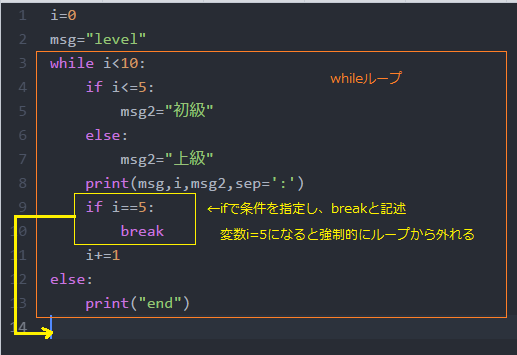 1 i=0
2 msg="level"
3 while i<10:
whileループ
4 if i<=5:
5 msg2="初級"
6 else:
7 msg2="上級"
8 print(msg,i,msg2,sep=':')
9 if i==5: ←ifで条件を指定し、breakと記述
10 break 変数i=5になると強制的にループから外れる
11 i+=1
12 else:
13 print("end")
14